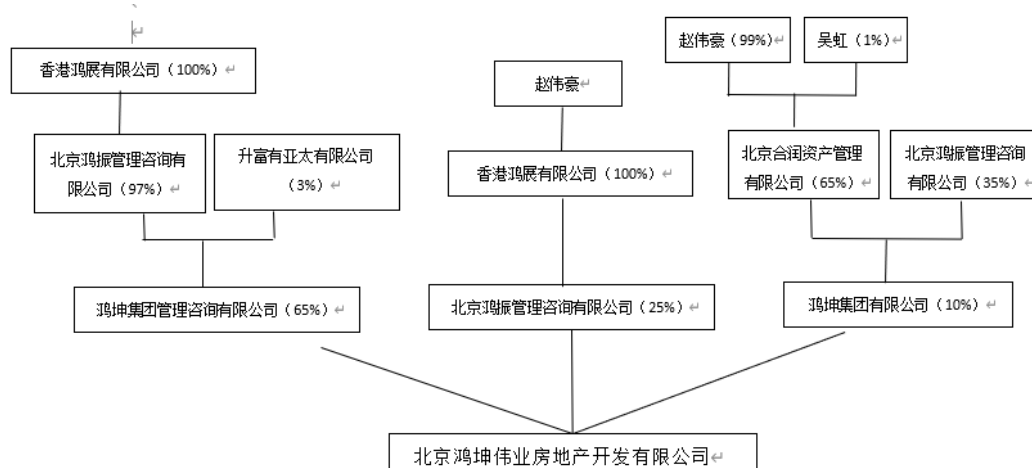 赵伟豪（99%）
吴虹（1%）
香港鸿展有限公司（100%）
赵伟豪
北京鸿振管理咨询有
限公司（97%）
升富有亚太有限公司
（3%）
香港鸿展有限公司（100%）
北京合润资产管理
有限公司（65%）
北京鸿振管理咨询
有限公司（35%）
鸿坤集团管理咨询有限公司（65%）
北京鸿振管理咨询有限公司（25%）
鸿坤集团有限公司（10%）
北京鸿坤伟业房地产开发有限公司